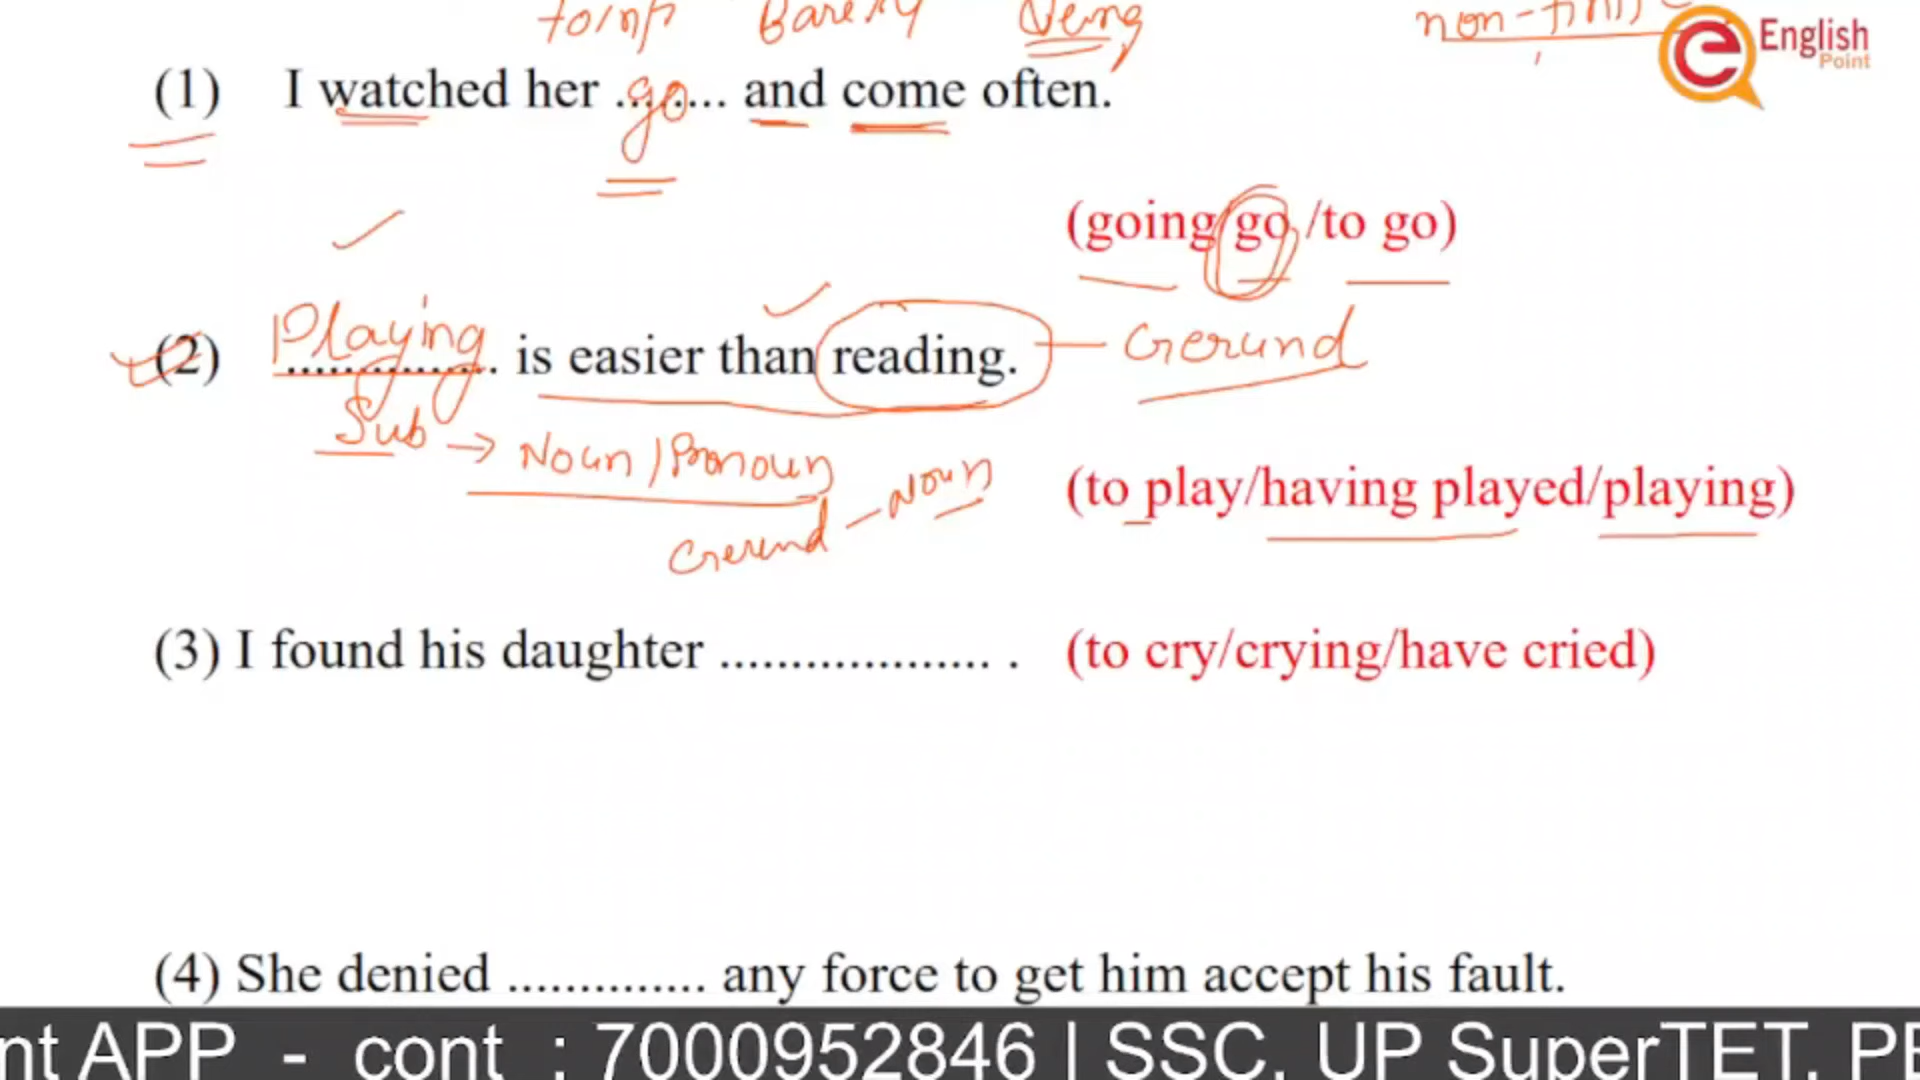 to/np
non-fini
English
Point
(1) I watched her ........ and come often.
go
(going/go /to go)
(2) .............. is easier than reading.
Playing
Gerund
Sub → Noun / Pronoun
Gerund - Noun
(to play/having played/playing)
(3) I found his daughter ................... . (to cry/crying/have cried)
(4) She denied .............. any force to get him accept his fault.
nt APP - cont : 7000952846 | SSC, UP SuperTET, PE